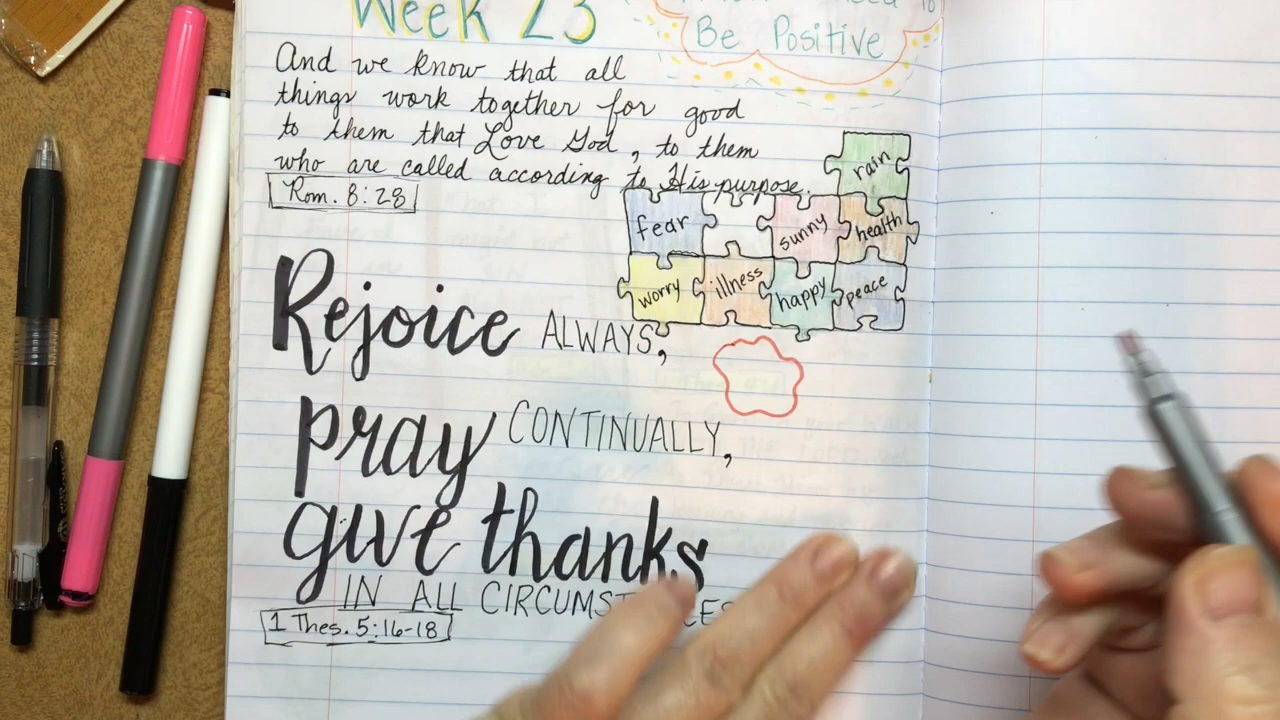 Week 23
Be Positive
And we know that all
things work together for good
to them that Love God, to them
who are called according to His purpose.
Rom. 8:28
rain
fear
sunny
health
worry
illness
happy
peace
Rejoice ALWAYS,
pray CONTINUALLY,
give thanks
IN ALL
1 Thes. 5:16-18